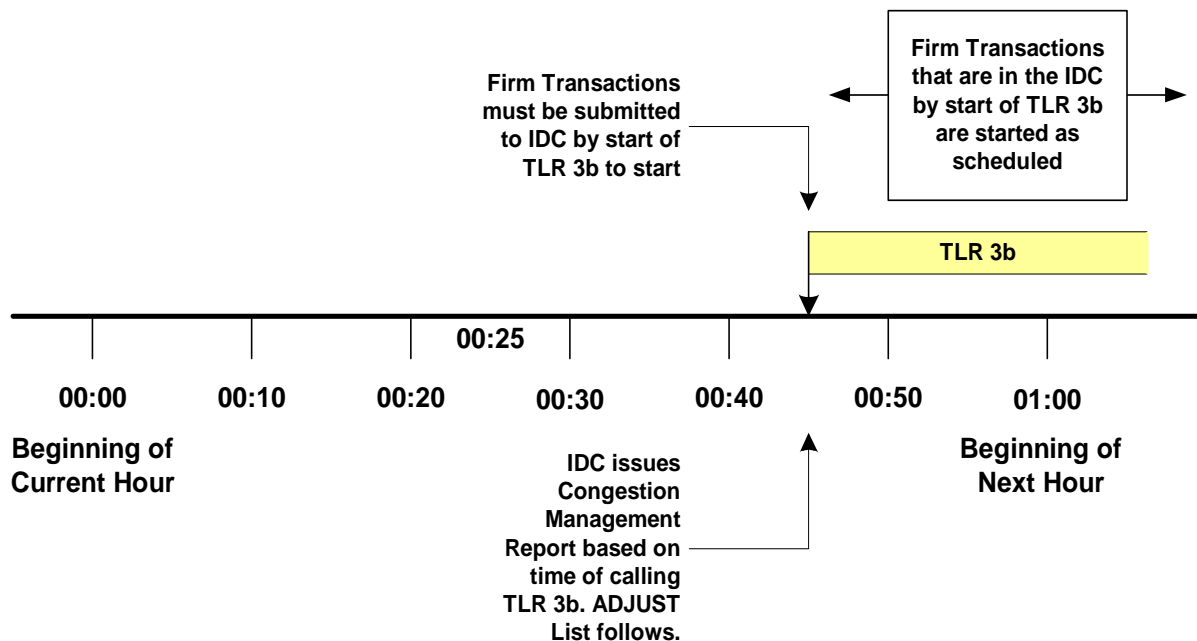 Firm Transactions
must be submitted
to IDC by start of
TLR 3b to start
Firm Transactions
that are in the IDC
by start of TLR 3b
are started as
scheduled
TLR 3b
00:25
00:00
00:10
00:20
00:30
00:40
00:50
01:00
Beginning of
Current Hour
IDC issues
Congestion
Management
Report based on
time of calling
TLR 3b. ADJUST
List follows.
Beginning of
Next Hour